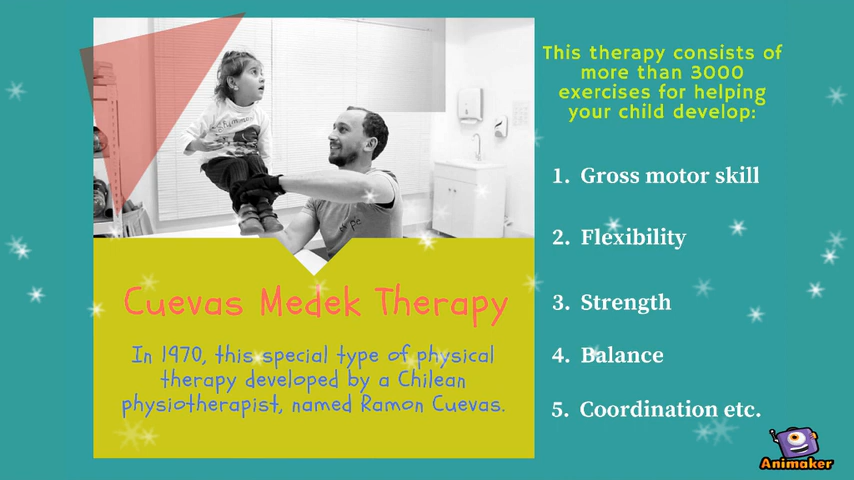 Cuevas Medek Therapy
In 1970, this special type of physical
therapy developed by a Chilean
physiotherapist, named Ramon Cuevas.
This therapy consists of
more than 3000
exercises for helping
your child develop:
1. Gross motor skill
2. Flexibility
3. Strength
4. Balance
5. Coordination etc.
Animaker